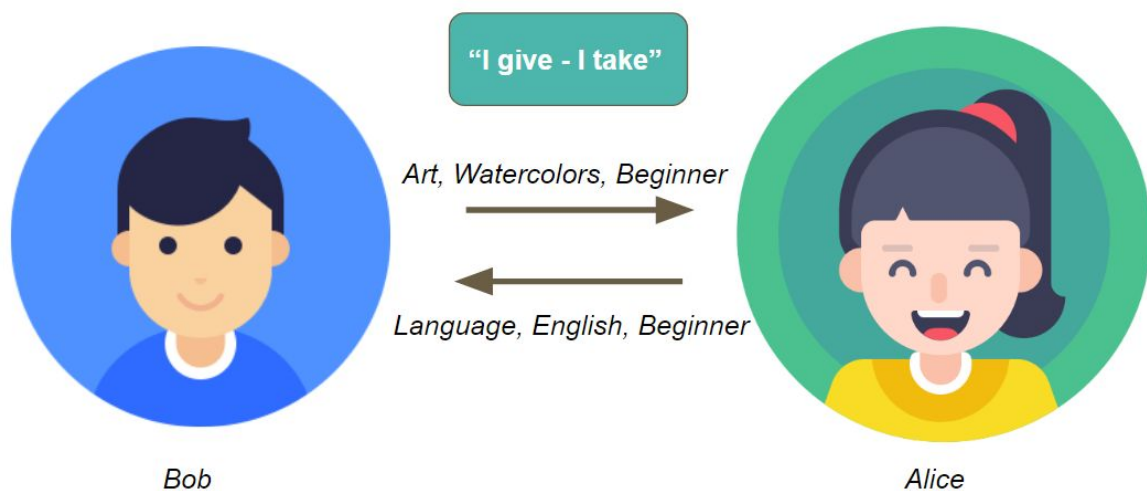 “I give - I take”
Art, Watercolors, Beginner
Language, English, Beginner
Bob
Alice